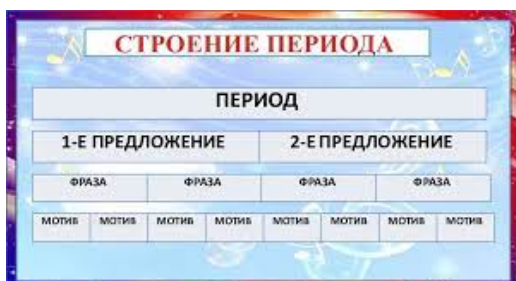 СТРОЕНИЕ ПЕРИОДА
ПЕРИОД
1-Е ПРЕДЛОЖЕНИЕ 2-Е ПРЕДЛОЖЕНИЕ
ФРАЗА ФРАЗА ФРАЗА ФРАЗА
МОТИВ МОТИВ МОТИВ МОТИВ МОТИВ МОТИВ МОТИВ МОТИВ